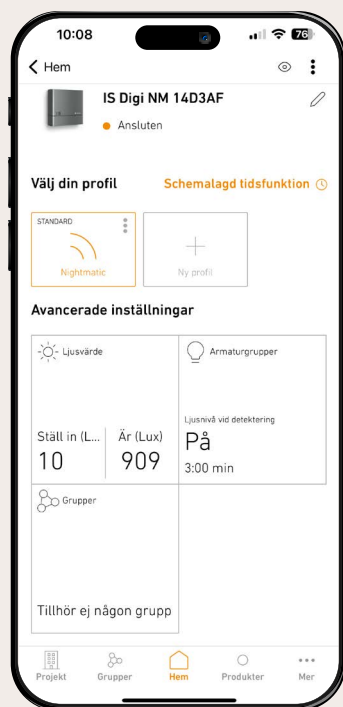 10:08
76
Hem
IS Digi NM 14D3AF
Ansluten
Välj din profil
Schemalagd tidsfunktion
STANDARD
Nightmatic
Ny profil
Avancerade inställningar
Ljusvärde
Ställ in (L...
Är (Lux)
10
909
Armaturgrupper
Ljusnivå vid detektering
På
3:00 min
Grupper
Tillhör ej någon grupp
Projekt
Grupper
Hem
Produkter
Mer